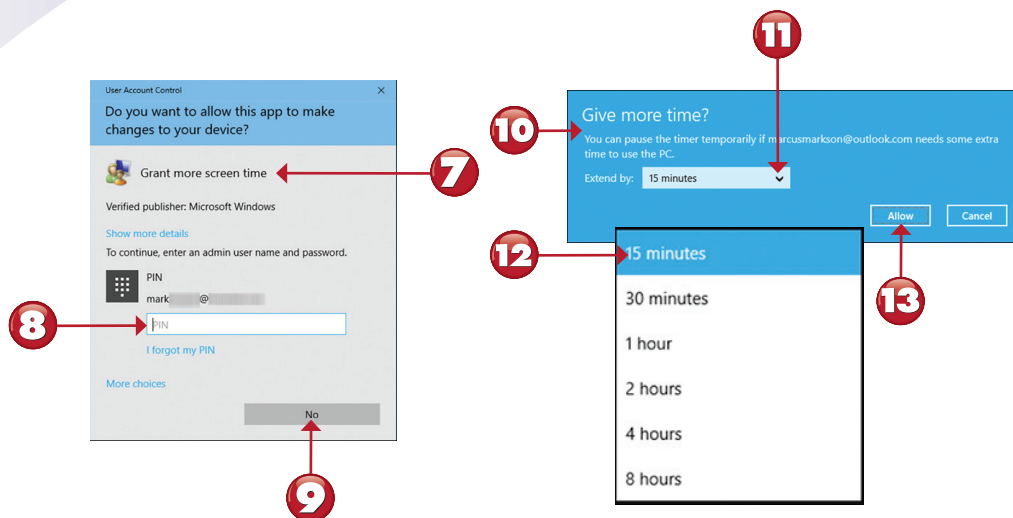 User Account Control
Do you want to allow this app to make
changes to your device?
Grant more screen time
7
Verified publisher: Microsoft Windows
Show more details
To continue, enter an admin user name and password.
PIN
mark @
8
PIN
I forgot my PIN
More choices
No
9
11
10
Give more time?
You can pause the timer temporarily if marcusmarkson@outlook.com needs some extra
time to use the PC.
Extend by: 15 minutes
Allow Cancel
13
12
15 minutes
30 minutes
1 hour
2 hours
4 hours
8 hours